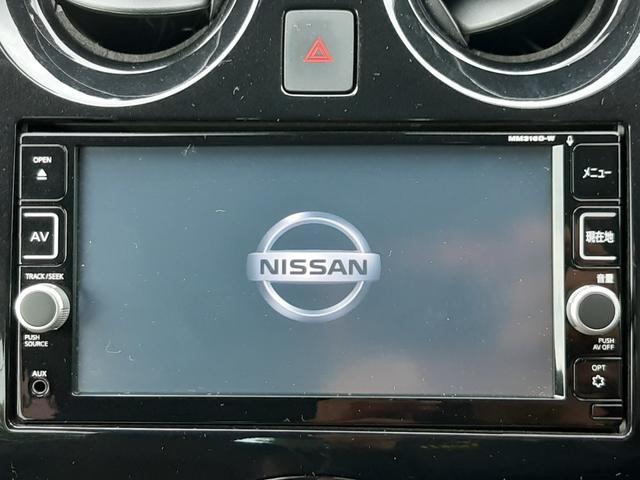 MM316D-W
OPEN
メニュー
AV
現在地
NISSAN
TRACK/SEEK
音量
PUSH
SOURCE
PUSH
AV OFF
AUX
OPT